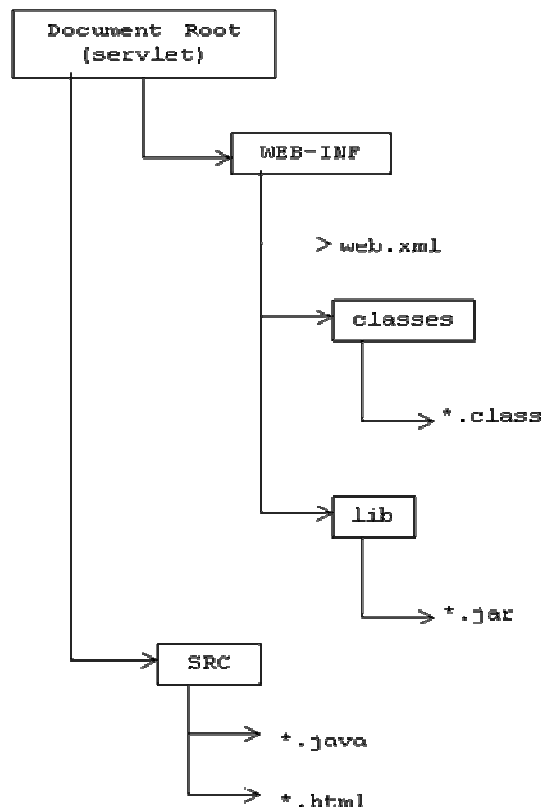 Document Root
(servlet)
WEB-INF
> web.xml
classes
*.class
lib
*.jar
SRC
*.java
*.html